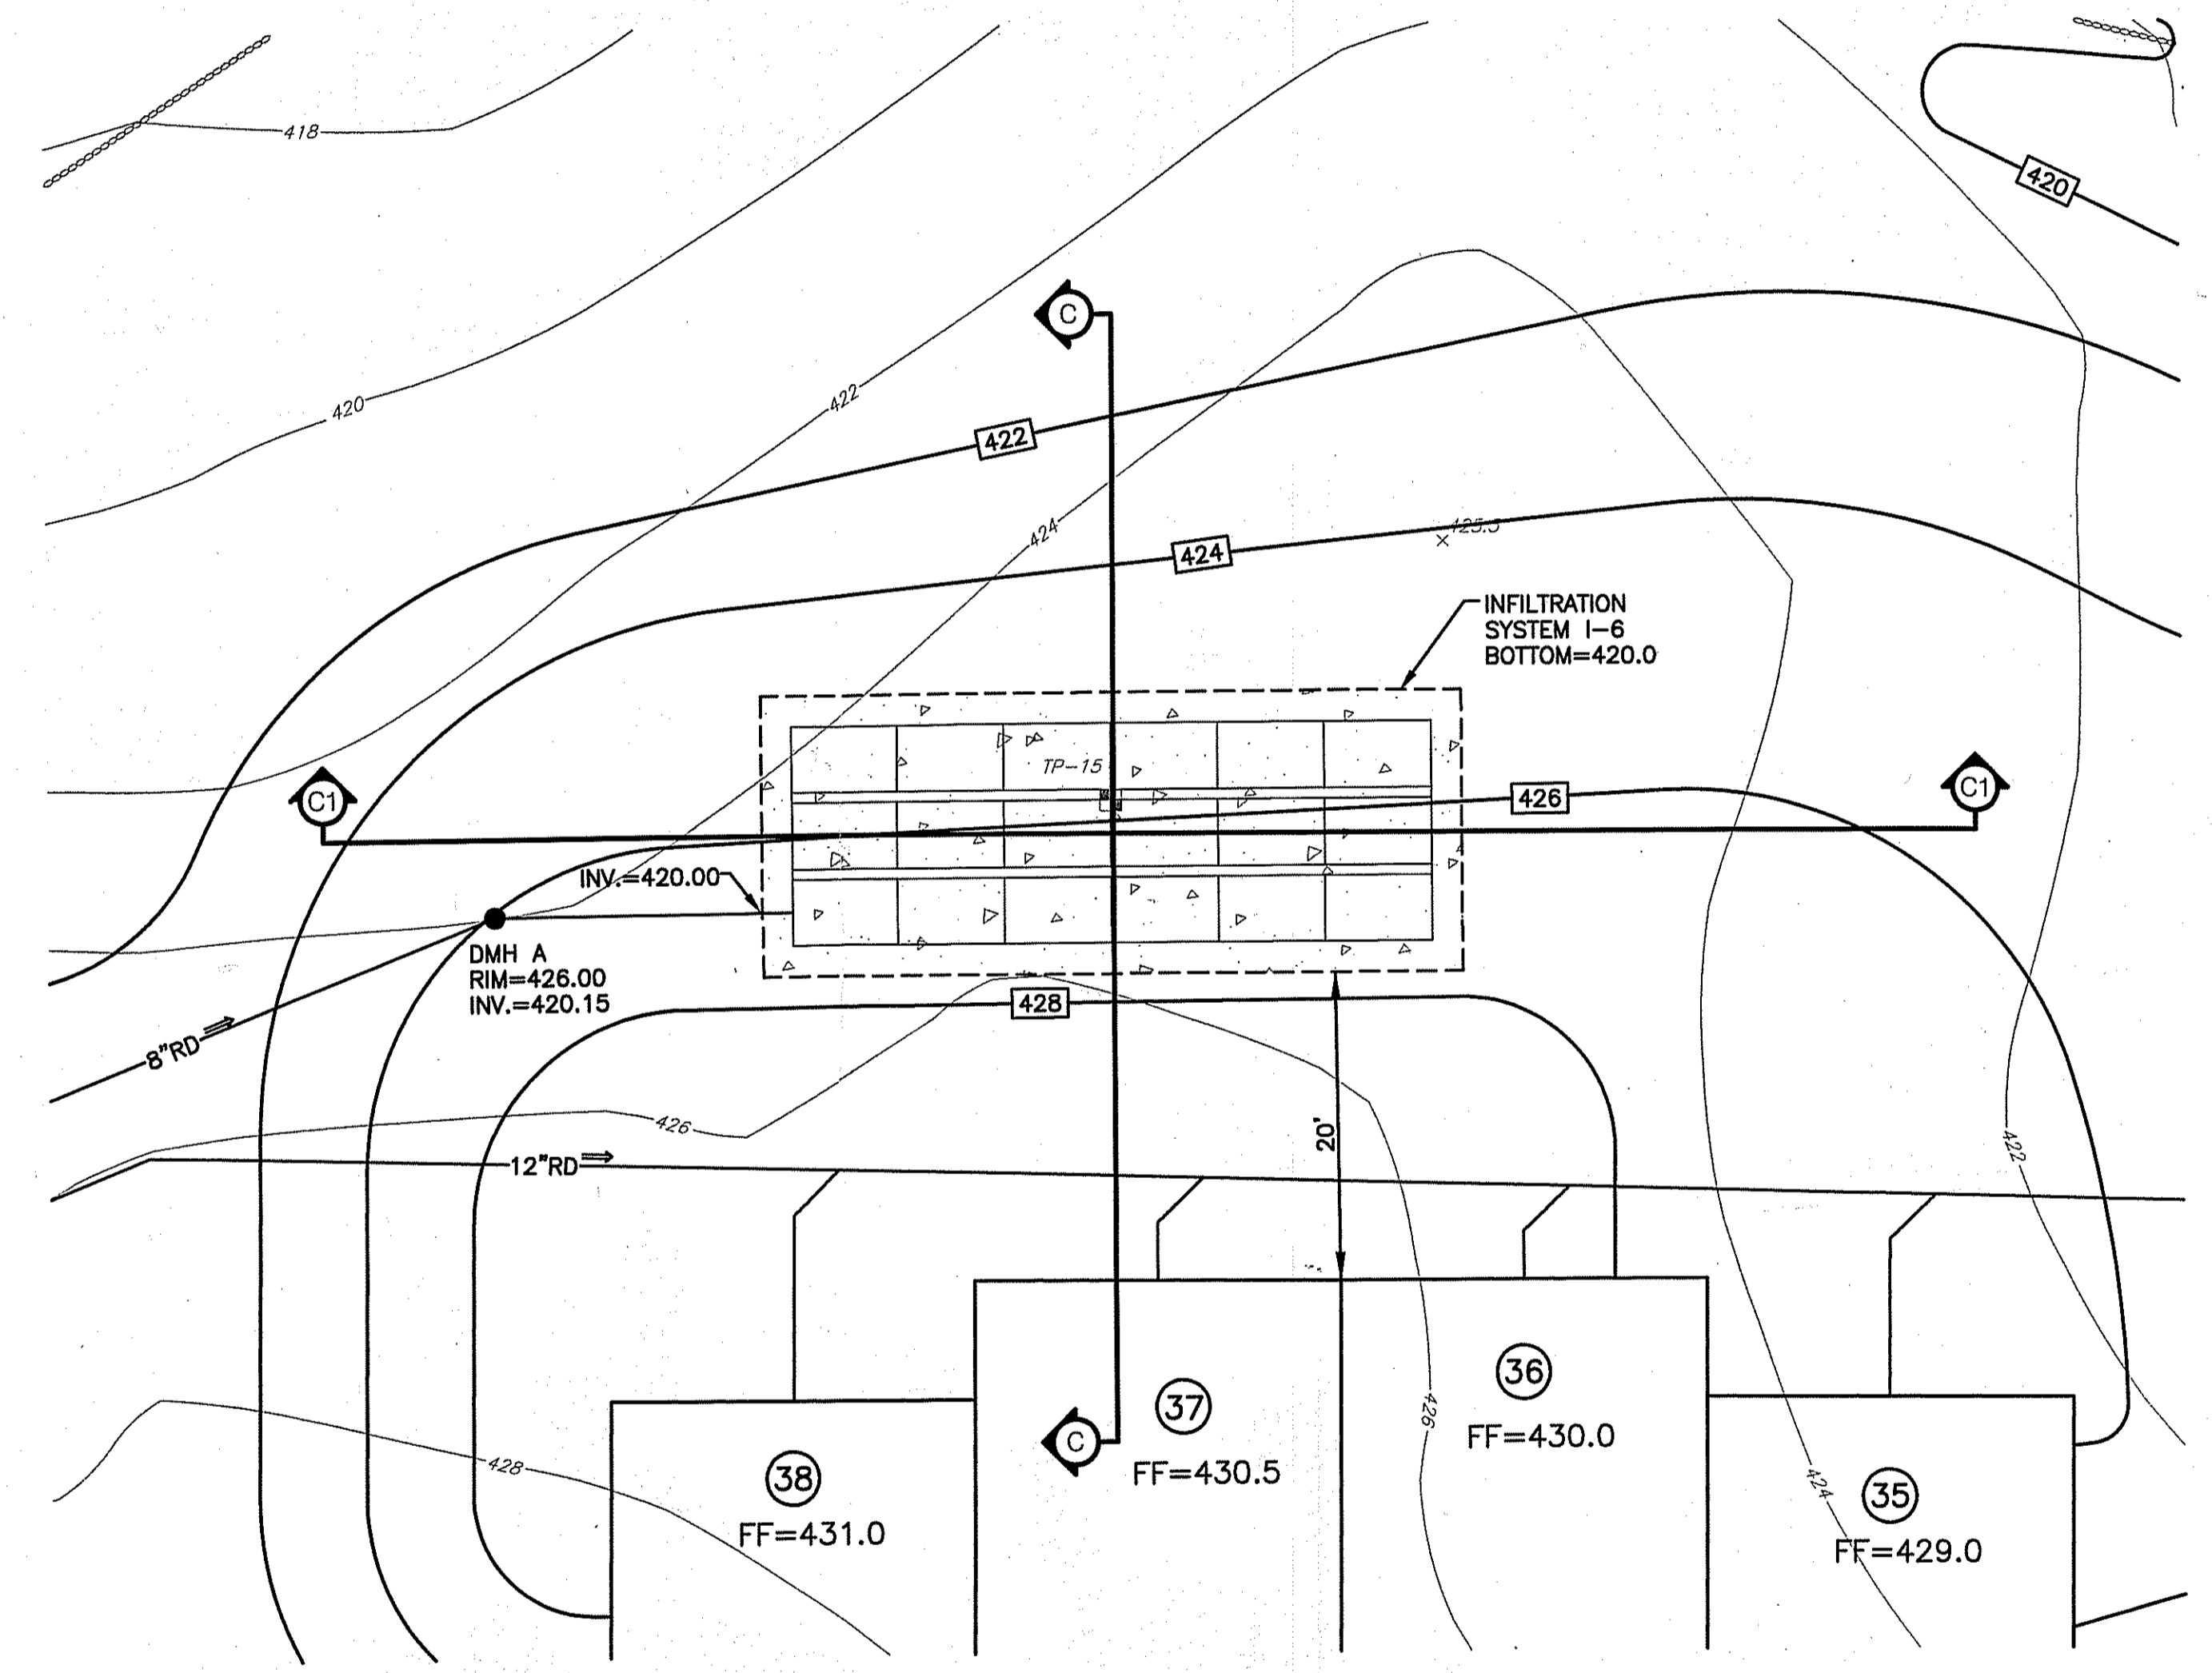 418
420
C
422
420
422
424
424
425.5
INFILTRATION
SYSTEM I-6
BOTTOM=420.0
TP-15
C1
426
C1
INV.=420.00
DMH A
RIM=426.00
INV.=420.15
428
8"RD
426
20'
422
12"RD
36
37
426
FF=430.0
C
FF=430.5
428
38
424
35
FF=431.0
FF=429.0